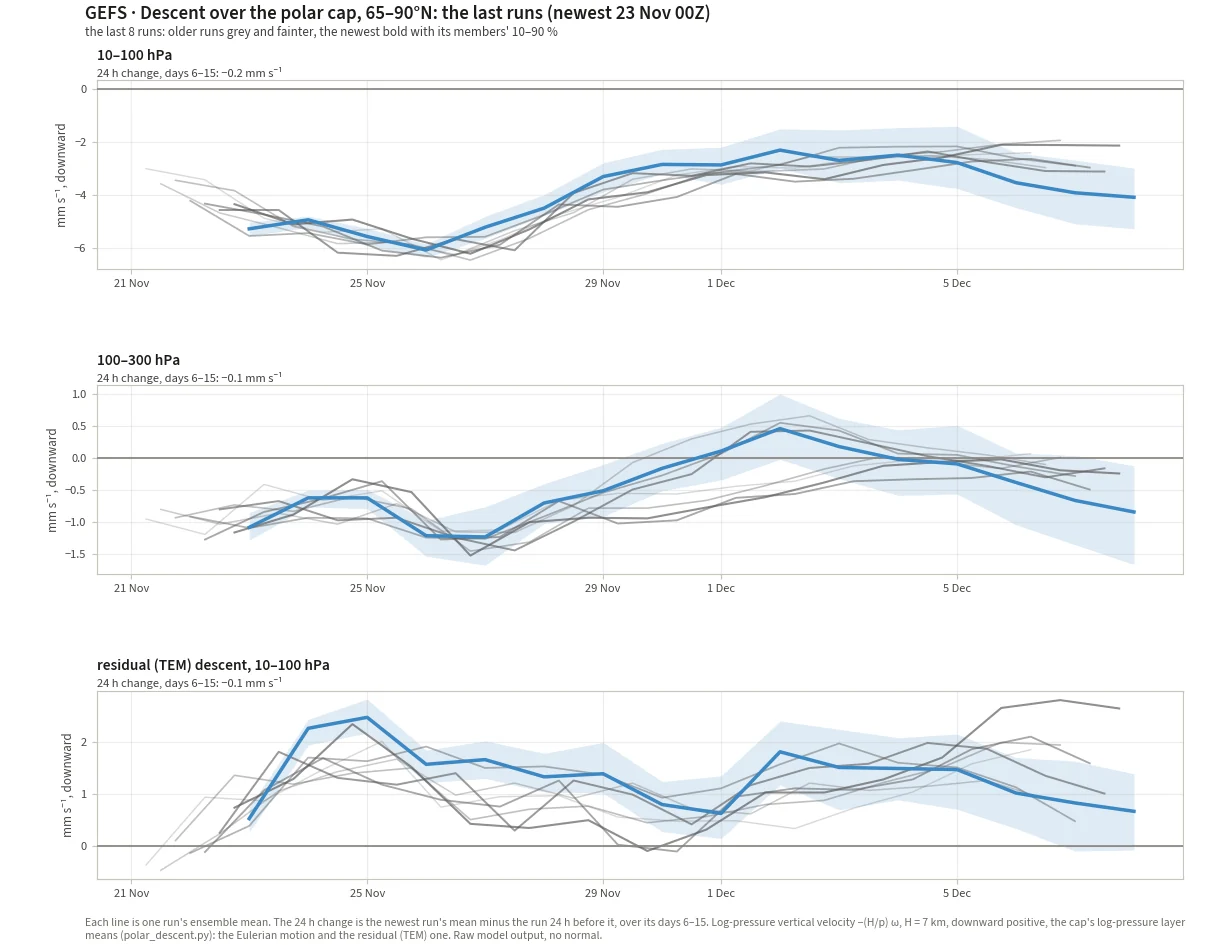 GEFS · Descent over the polar cap, 65–90°N: the last runs (newest 23 Nov 00Z)
the last 8 runs: older runs grey and fainter, the newest bold with its members' 10–90 %
10–100 hPa
24 h change, days 6–15: −0.2 mm s⁻¹
mm s⁻¹, downward
0
−2
−4
−6
21 Nov
25 Nov
29 Nov
1 Dec
5 Dec
100–300 hPa
24 h change, days 6–15: −0.1 mm s⁻¹
mm s⁻¹, downward
1.0
0.5
0.0
−0.5
−1.0
−1.5
21 Nov
25 Nov
29 Nov
1 Dec
5 Dec
residual (TEM) descent, 10–100 hPa
24 h change, days 6–15: −0.1 mm s⁻¹
mm s⁻¹, downward
2
1
0
21 Nov
25 Nov
29 Nov
1 Dec
5 Dec
Each line is one run's ensemble mean. The 24 h change is the newest run's mean minus the run 24 h before it, over its days 6–15. Log-pressure vertical velocity −(H/p) ω, H = 7 km, downward positive, the cap's log-pressure layer
means (polar_descent.py): the Eulerian motion and the residual (TEM) one. Raw model output, no normal.